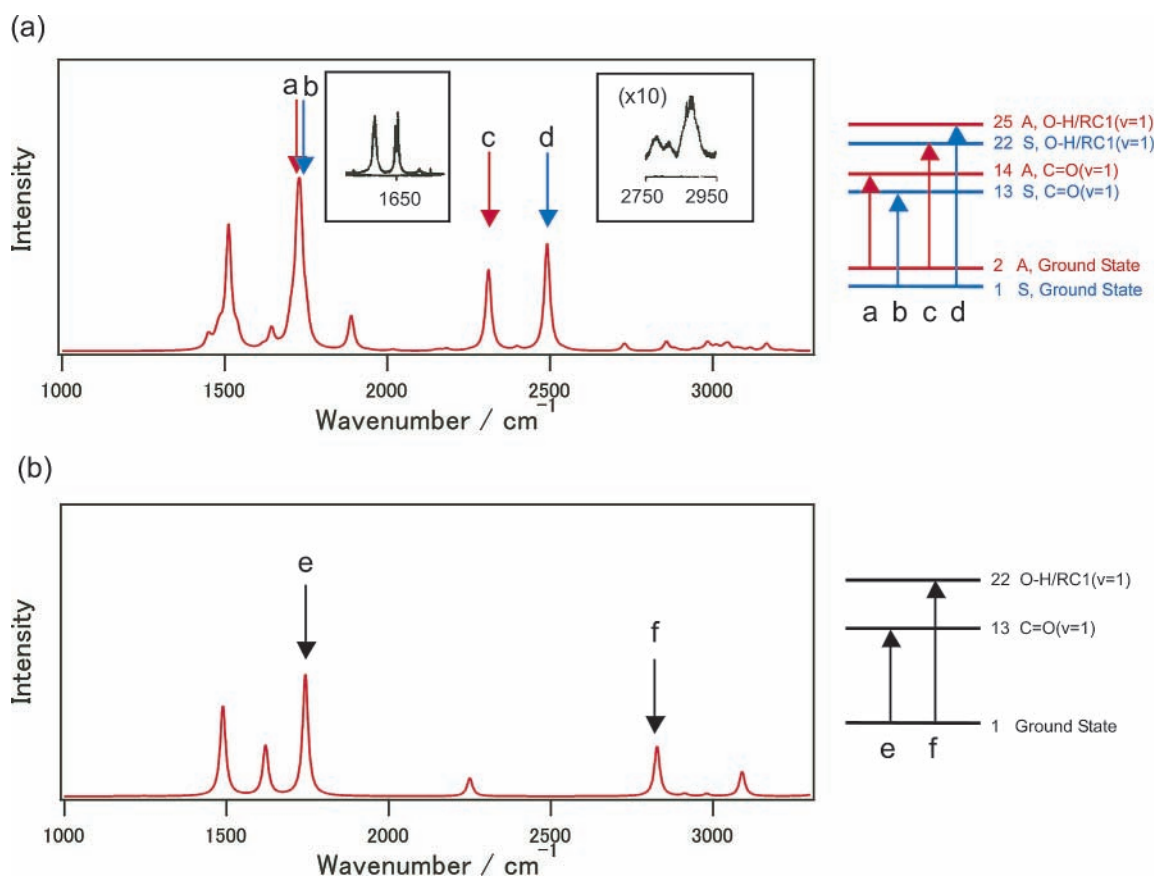 (a)
Intensity
a b
c
d
1650
(x10)
2750 2950
1000 1500 2000 2500 3000
Wavenumber / cm-1
25 A, O-H/RC1(v=1)
22 S, O-H/RC1(v=1)
14 A, C=O(v=1)
13 S, C=O(v=1)
2 A, Ground State
1 S, Ground State
a b c d
(b)
Intensity
e
f
1000 1500 2000 2500 3000
Wavenumber / cm-1
22 O-H/RC1(v=1)
13 C=O(v=1)
1 Ground State
e f